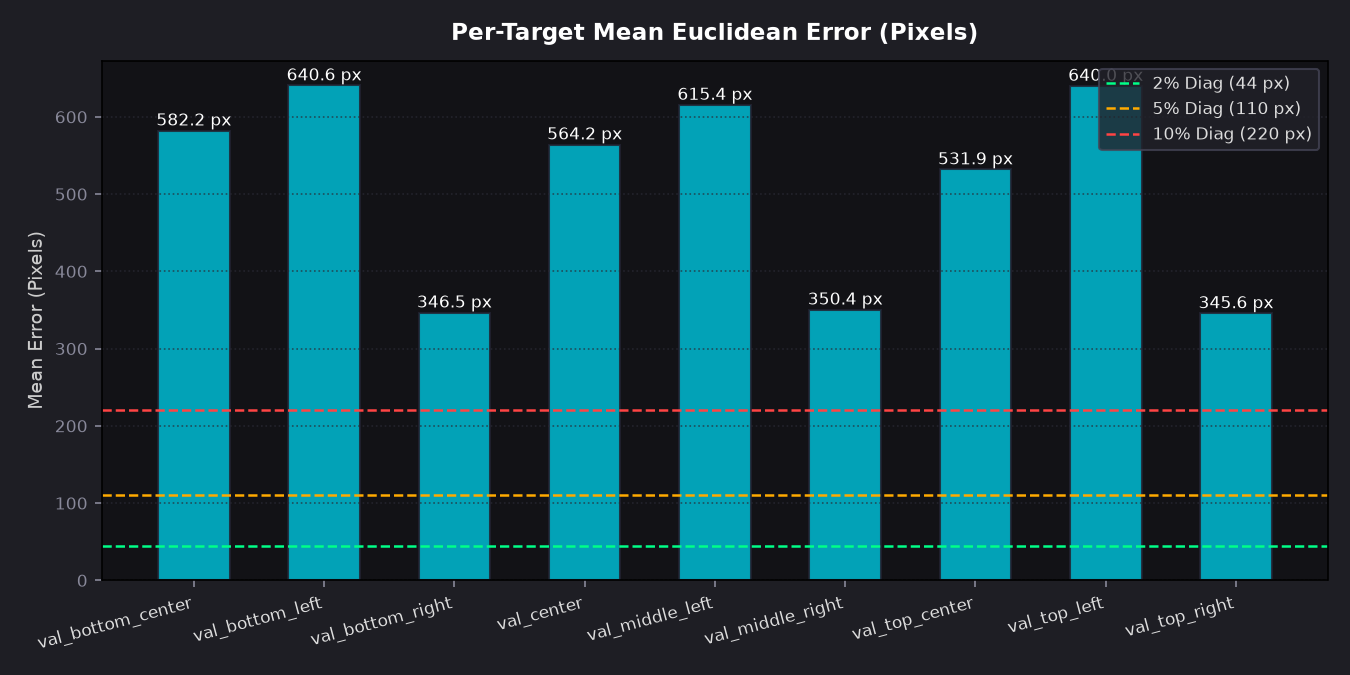 Per-Target Mean Euclidean Error (Pixels)
Mean Error (Pixels)
600
500
400
300
200
100
0
582.2 px
640.6 px
346.5 px
564.2 px
615.4 px
350.4 px
531.9 px
640.0 px
345.6 px
2% Diag (44 px)
5% Diag (110 px)
10% Diag (220 px)
val_bottom_center
val_bottom_left
val_bottom_right
val_center
val_middle_left
val_middle_right
val_top_center
val_top_left
val_top_right